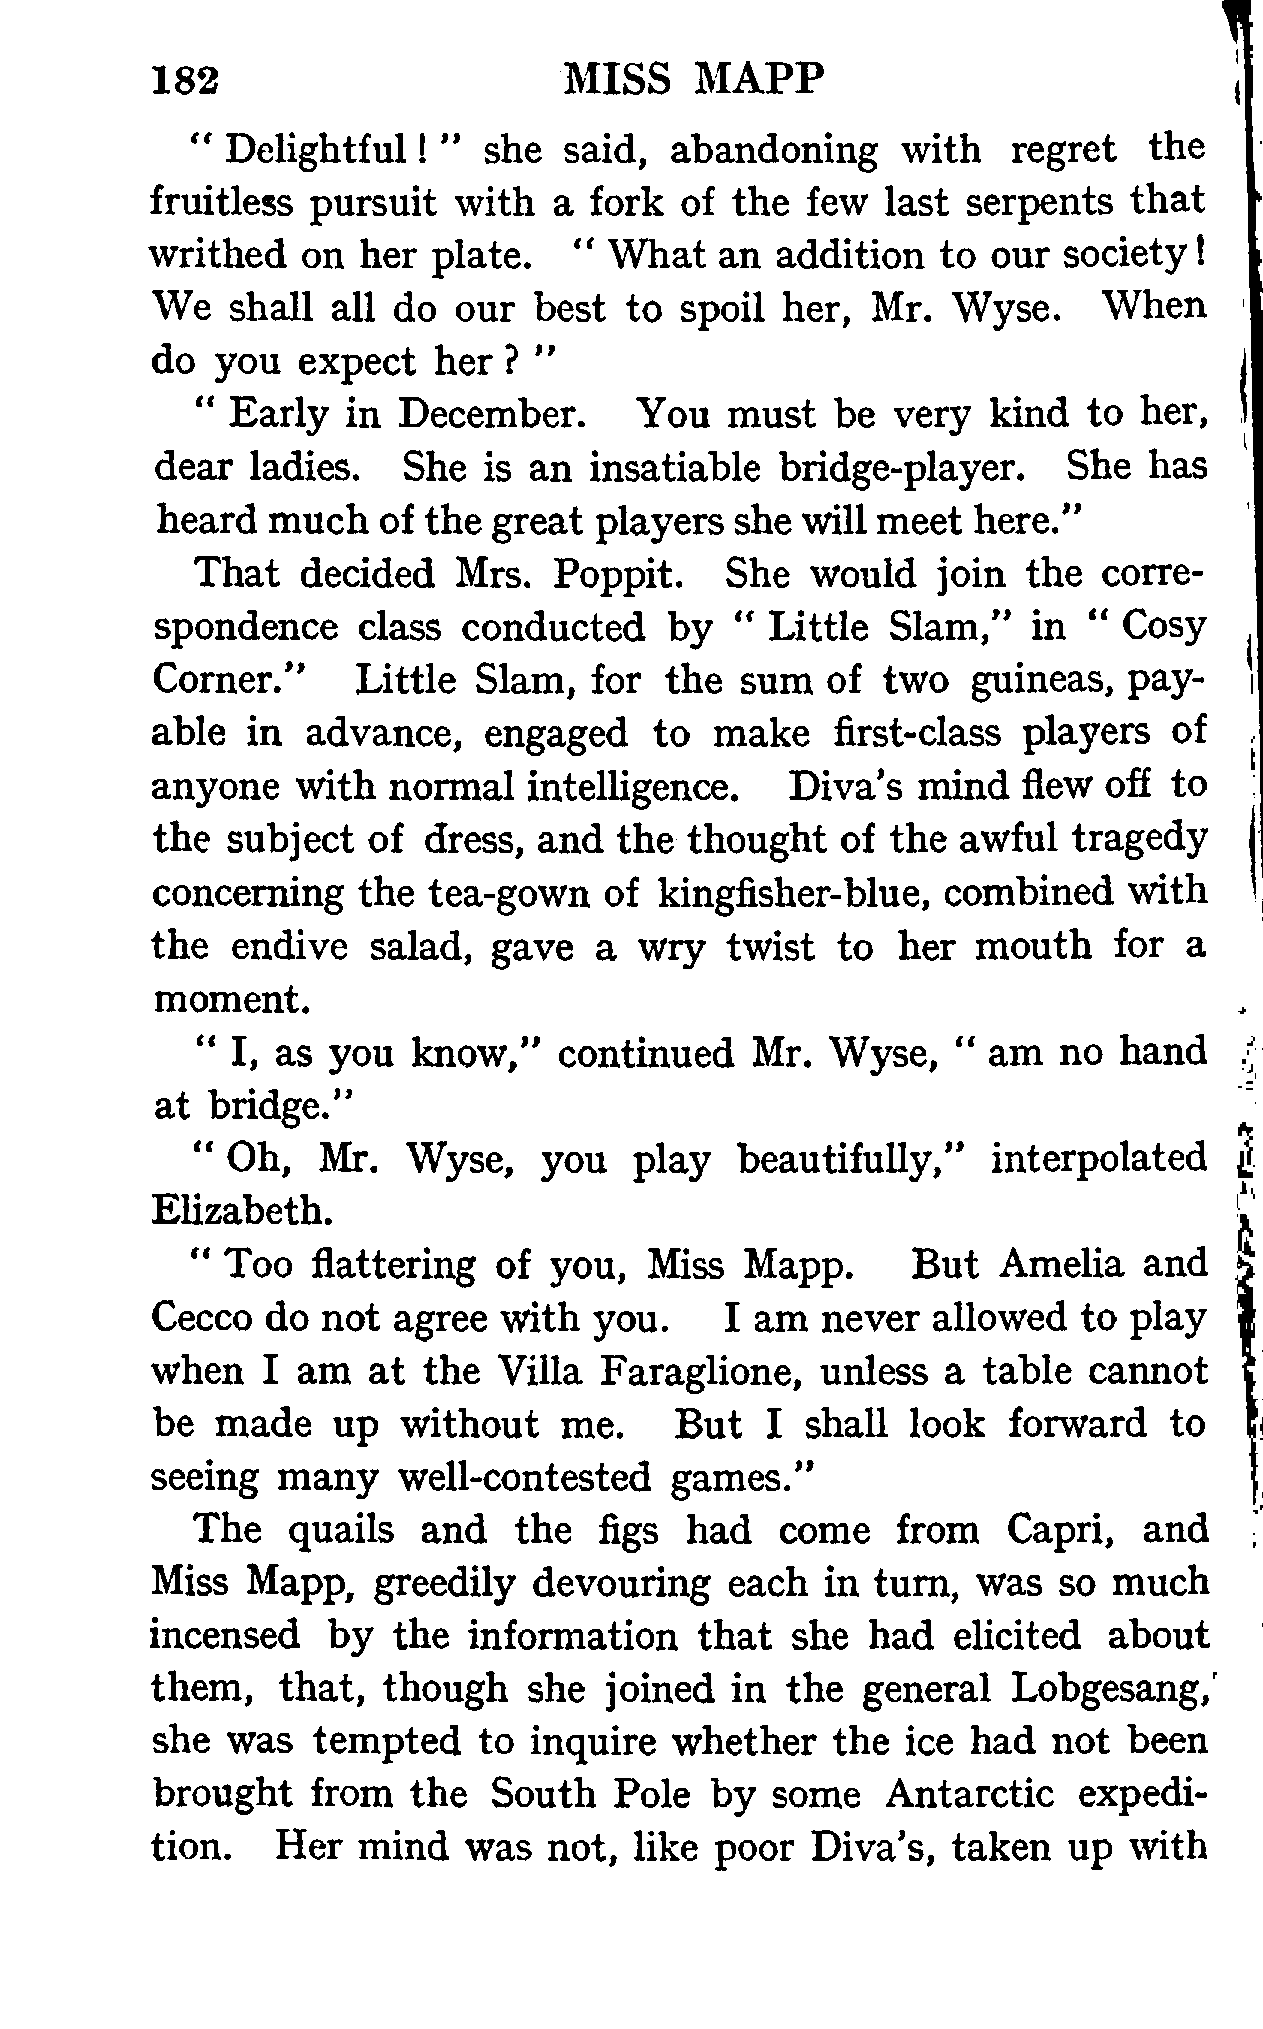 182 MISS MAPP
“ Delightful ! ” she said, abandoning with regret the
fruitless pursuit with a fork of the few last serpents that
writhed on her plate. “ What an addition to our society !
We shall all do our best to spoil her, Mr. Wyse. When
do you expect her ? ”
“ Early in December. You must be very kind to her,
dear ladies. She is an insatiable bridge-player. She has
heard much of the great players she will meet here.”
That decided Mrs. Poppit. She would join the corre-
spondence class conducted by “ Little Slam,” in “ Cosy
Corner.” Little Slam, for the sum of two guineas, pay-
able in advance, engaged to make first-class players of
anyone with normal intelligence. Diva’s mind flew off to
the subject of dress, and the thought of the awful tragedy
concerning the tea-gown of kingfisher-blue, combined with
the endive salad, gave a wry twist to her mouth for a
moment.
“ I, as you know,” continued Mr. Wyse, “ am no hand
at bridge.”
“ Oh, Mr. Wyse, you play beautifully,” interpolated
Elizabeth.
“ Too flattering of you, Miss Mapp. But Amelia and
Cecco do not agree with you. I am never allowed to play
when I am at the Villa Faraglione, unless a table cannot
be made up without me. But I shall look forward to
seeing many well-contested games.”
The quails and the figs had come from Capri, and
Miss Mapp, greedily devouring each in turn, was so much
incensed by the information that she had elicited about
them, that, though she joined in the general Lobgesang,
she was tempted to inquire whether the ice had not been
brought from the South Pole by some Antarctic expedi-
tion. Her mind was not, like poor Diva’s, taken up with